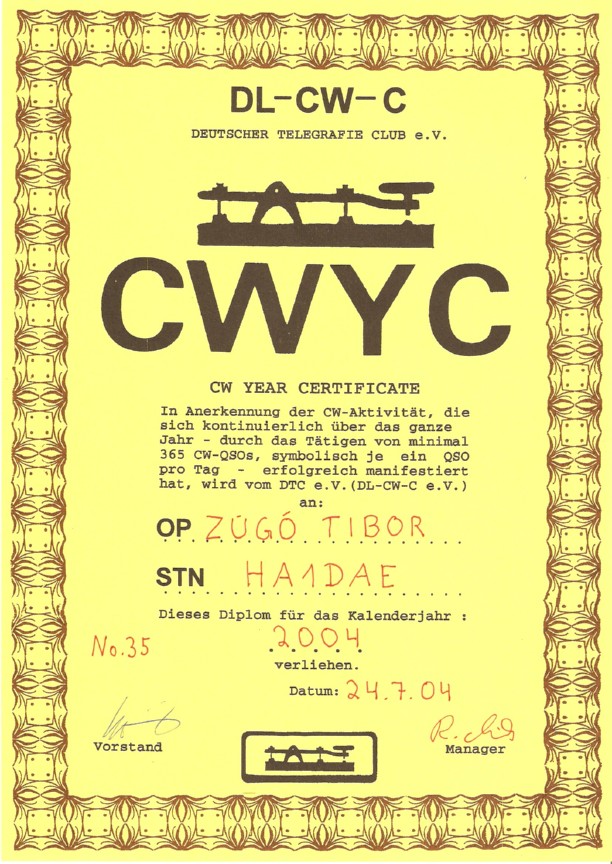 DL-CW-C
DEUTSCHER TELEGRAFIE CLUB e.V.
CWYC
CW YEAR CERTIFICATE
In Anerkennung der CW-Aktivität, die
sich kontinuierlich über das ganze
Jahr - durch das Tätigen von minimal
365 CW-QSOs, symbolisch je ein QSO
pro Tag - erfolgreich manifestiert
hat, wird vom DTC e.V.(DL-CW-C e.V.)
an:
OP ZÜGÓ TIBOR
STN HA1DAE
Dieses Diplom für das Kalenderjahr :
No.35 2004
verliehen.
Datum: 24.7.04
Vorstand
Manager